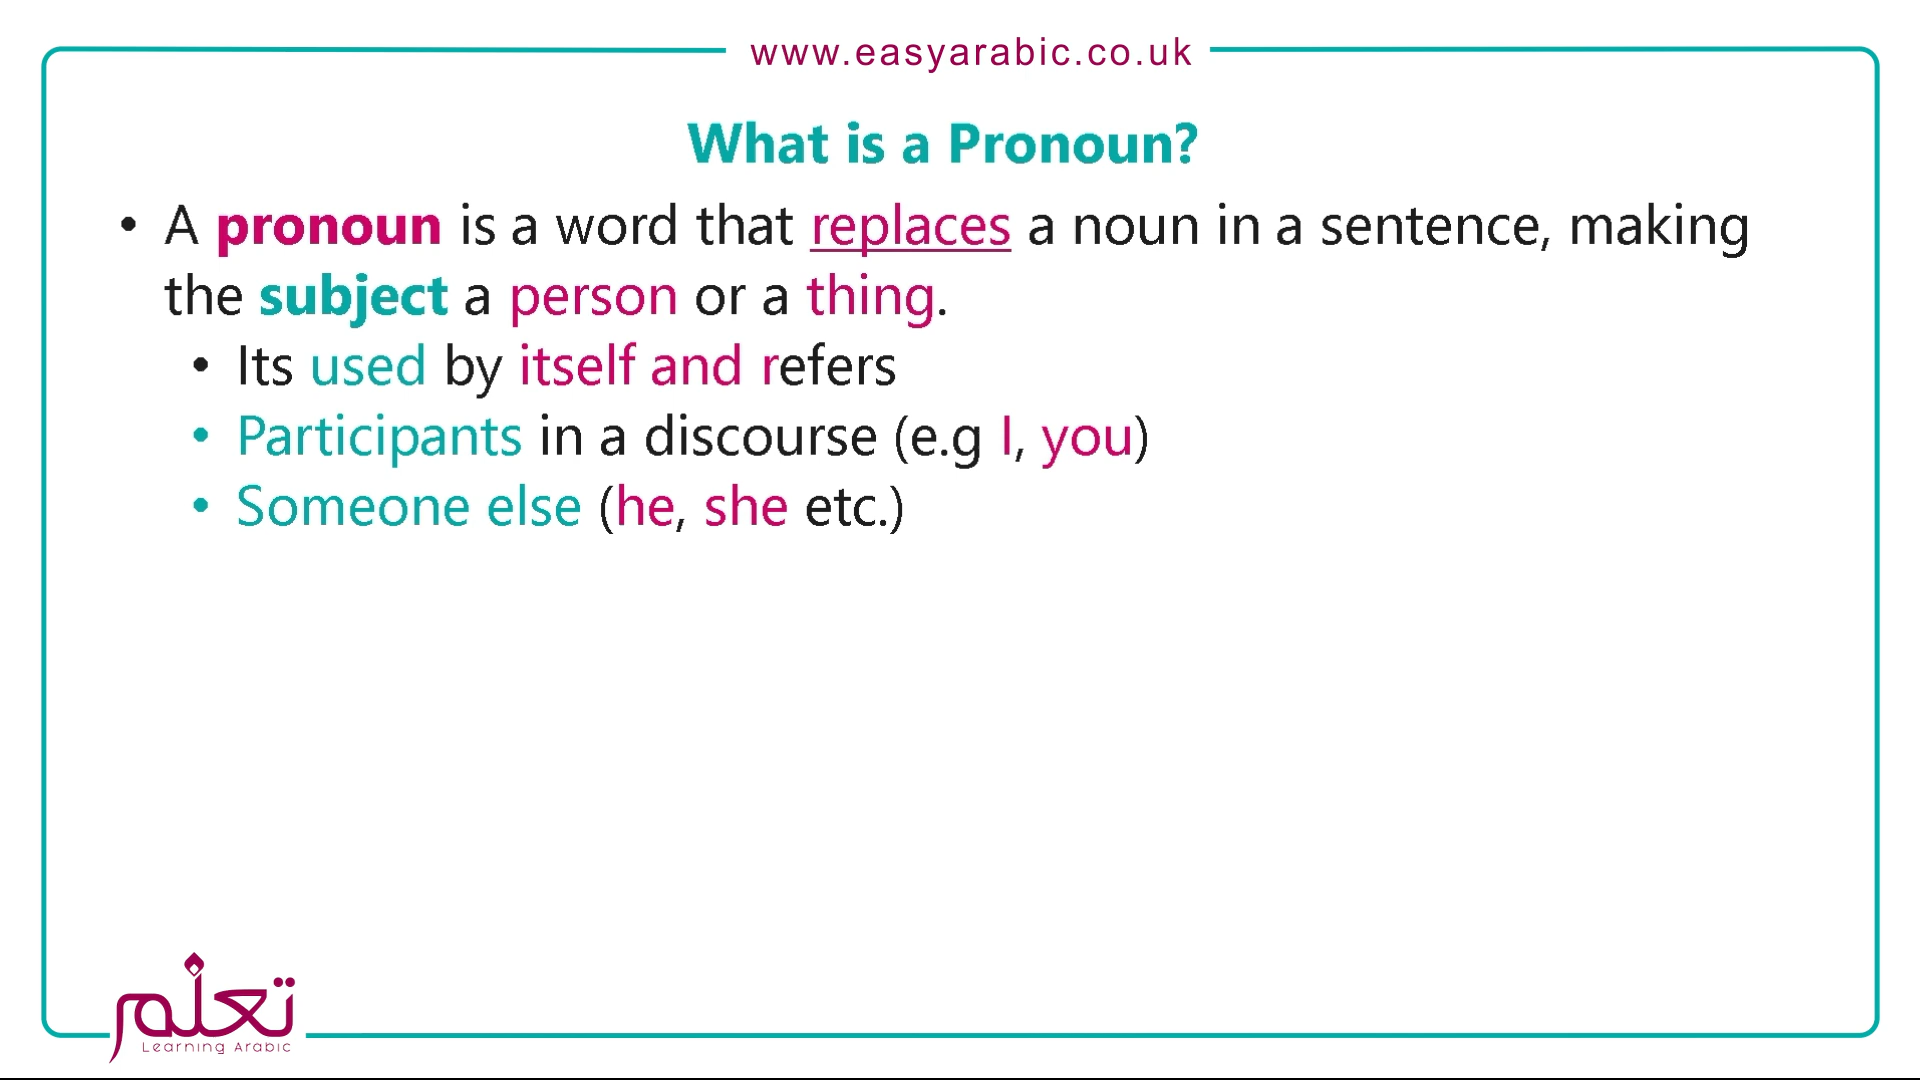 www.easyarabic.co.uk
What is a Pronoun?
• A pronoun is a word that replaces a noun in a sentence, making
the subject a person or a thing.
• Its used by itself and refers
• Participants in a discourse (e.g I, you)
• Someone else (he, she etc.)
تعلم
Learning Arabic